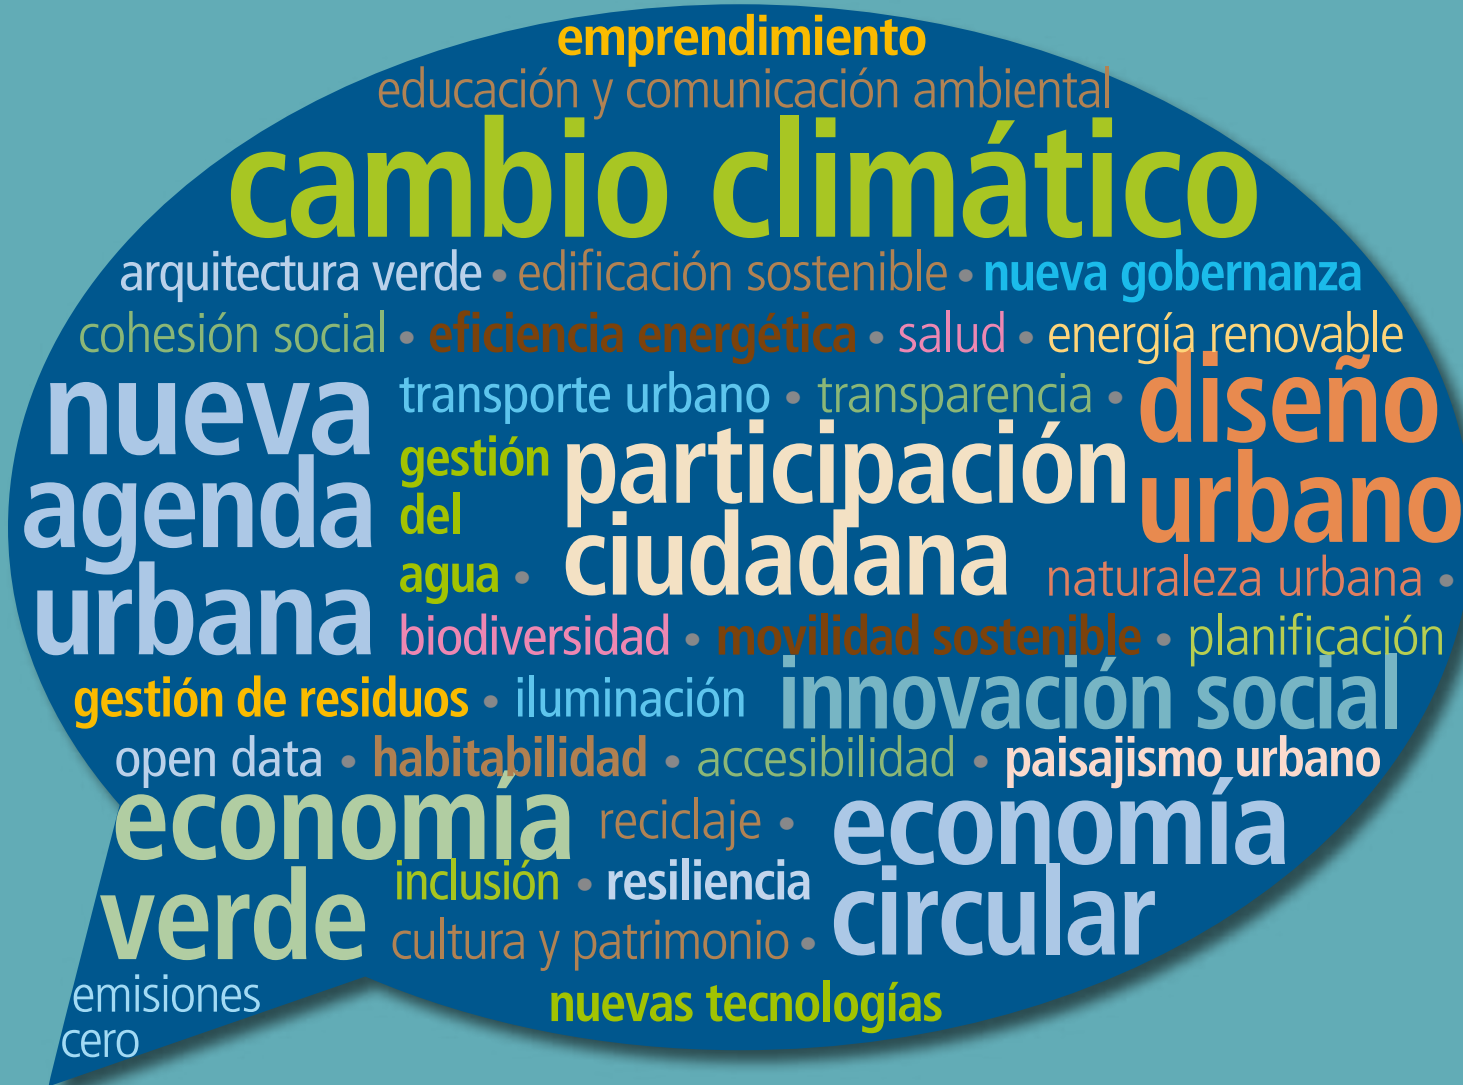 emprendimiento
educación y comunicación ambiental
cambio climático
arquitectura verde • edificación sostenible • nueva gobernanza
cohesión social • eficiencia energética • salud • energía renovable
nueva
agenda
urbana
transporte urbano • transparencia •
diseño
urbano
gestión
del
agua •
participación
ciudadana
naturaleza urbana •
biodiversidad • movilidad sostenible • planificación
gestión de residuos • iluminación
innovación social
open data • habitabilidad • accesibilidad • paisajismo urbano
economía
verde
reciclaje •
inclusión • resiliencia
cultura y patrimonio •
economía
circular
emisiones
cero
nuevas tecnologías